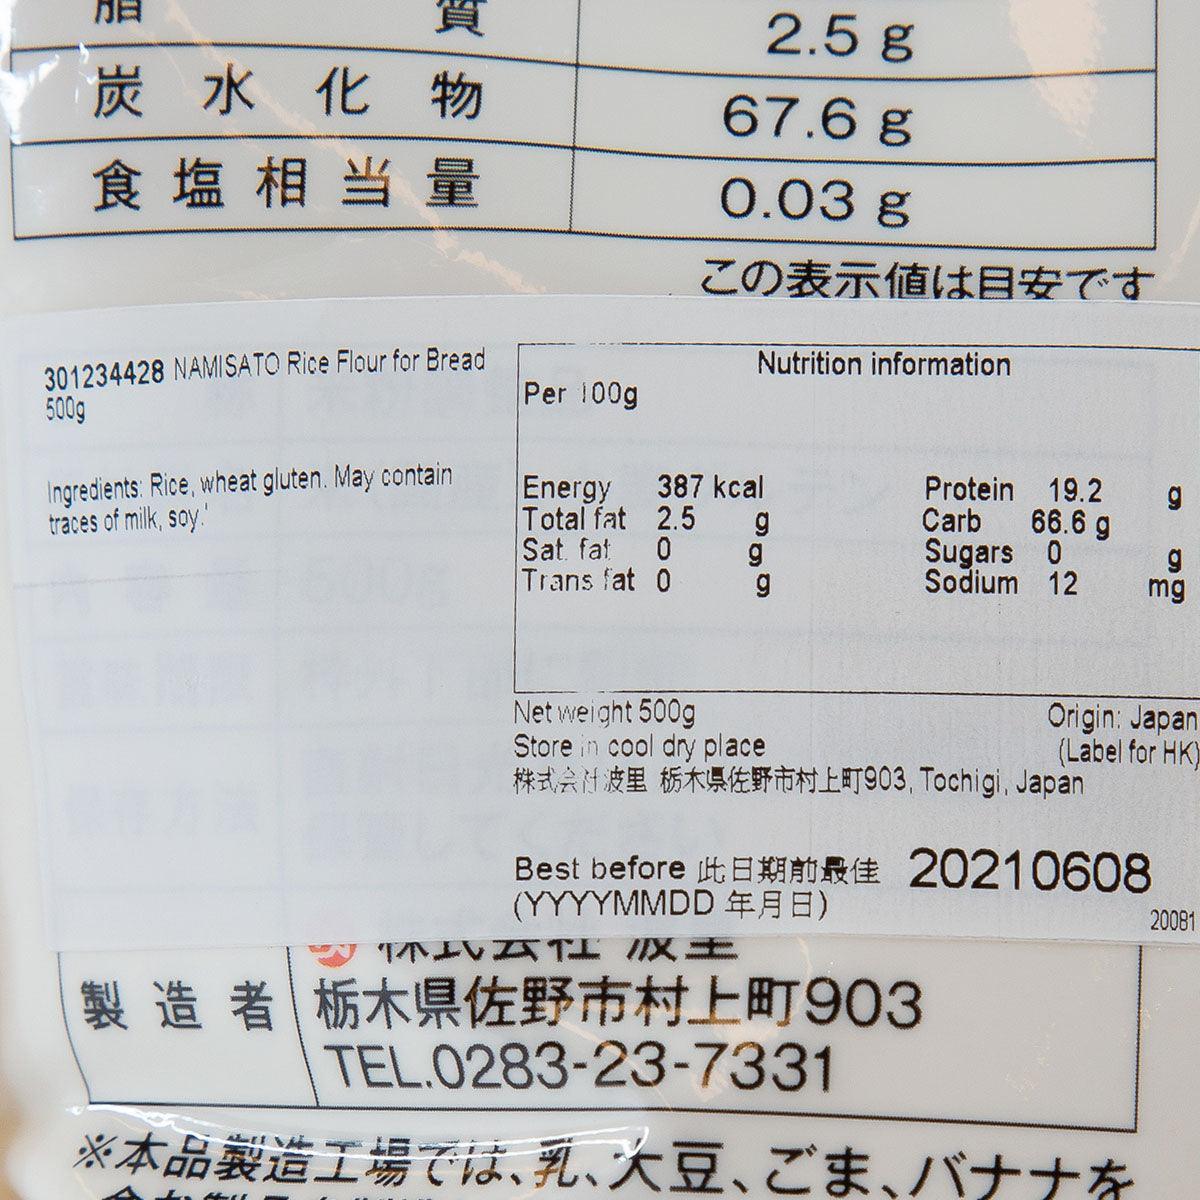 脂質 2.5 g
炭水化物 67.6 g
食塩相当量 0.03 g
この表示値は目安です
301234428 NAMISATO Rice Flour for Bread
500g
Ingredients: Rice, wheat gluten. May contain
traces of milk, soy.'
Nutrition information
Per 100g
Energy 387 kcal Protein 19.2 g
Total fat 2.5 g Carb 66.6 g
Sat. fat 0 g Sugars 0 g
Trans fat 0 g Sodium 12 mg
Net weight 500g Origin: Japan
Store in cool dry place (Label for HK)
株式会社波里 栃木県佐野市村上町903, Tochigi, Japan
Best before 此日期前最佳 20210608
(YYYYMMDD 年月日)
20081
株式会社 波里
製造者 栃木県佐野市村上町903
TEL.0283-23-7331
※本品製造工場では、乳、大豆、ごま、バナナを